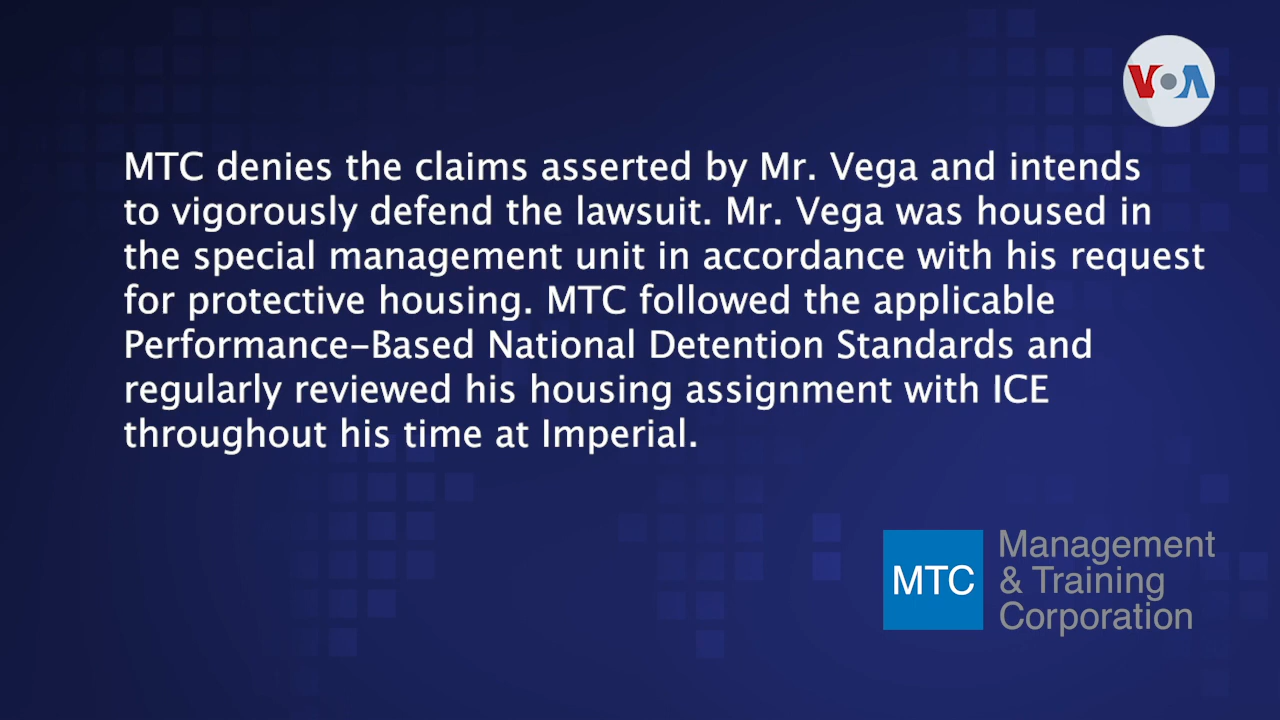 VOA
MTC denies the claims asserted by Mr. Vega and intends
to vigorously defend the lawsuit. Mr. Vega was housed in
the special management unit in accordance with his request
for protective housing. MTC followed the applicable
Performance-Based National Detention Standards and
regularly reviewed his housing assignment with ICE
throughout his time at Imperial.
MTC
Management
& Training
Corporation